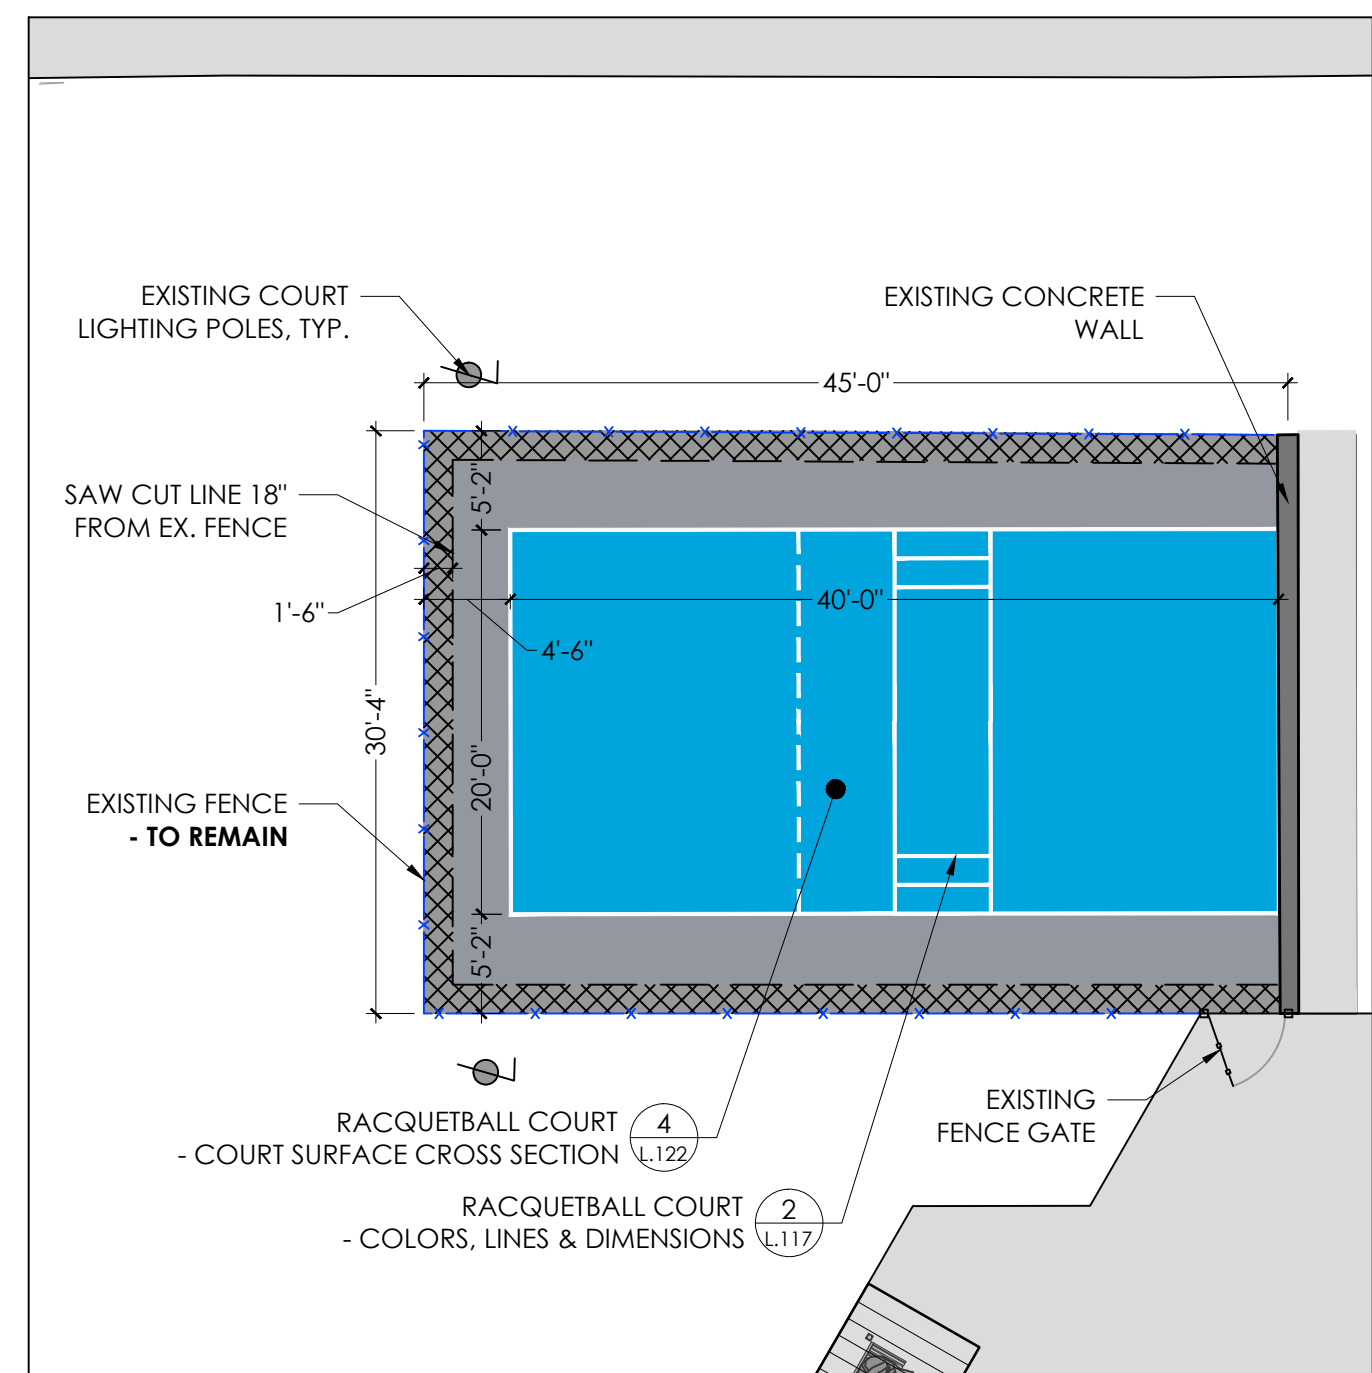 EXISTING COURT
LIGHTING POLES, TYP.
EXISTING CONCRETE
WALL
45'-0"
SAW CUT LINE 18"
FROM EX. FENCE
5'-2"
1'-6"
40'-0"
4'-6"
30'-4"
20'-0"
EXISTING FENCE
- TO REMAIN
5'-2"
RACQUETBALL COURT
- COURT SURFACE CROSS SECTION
4
L.122
EXISTING
FENCE GATE
RACQUETBALL COURT
- COLORS, LINES & DIMENSIONS
2
L.117